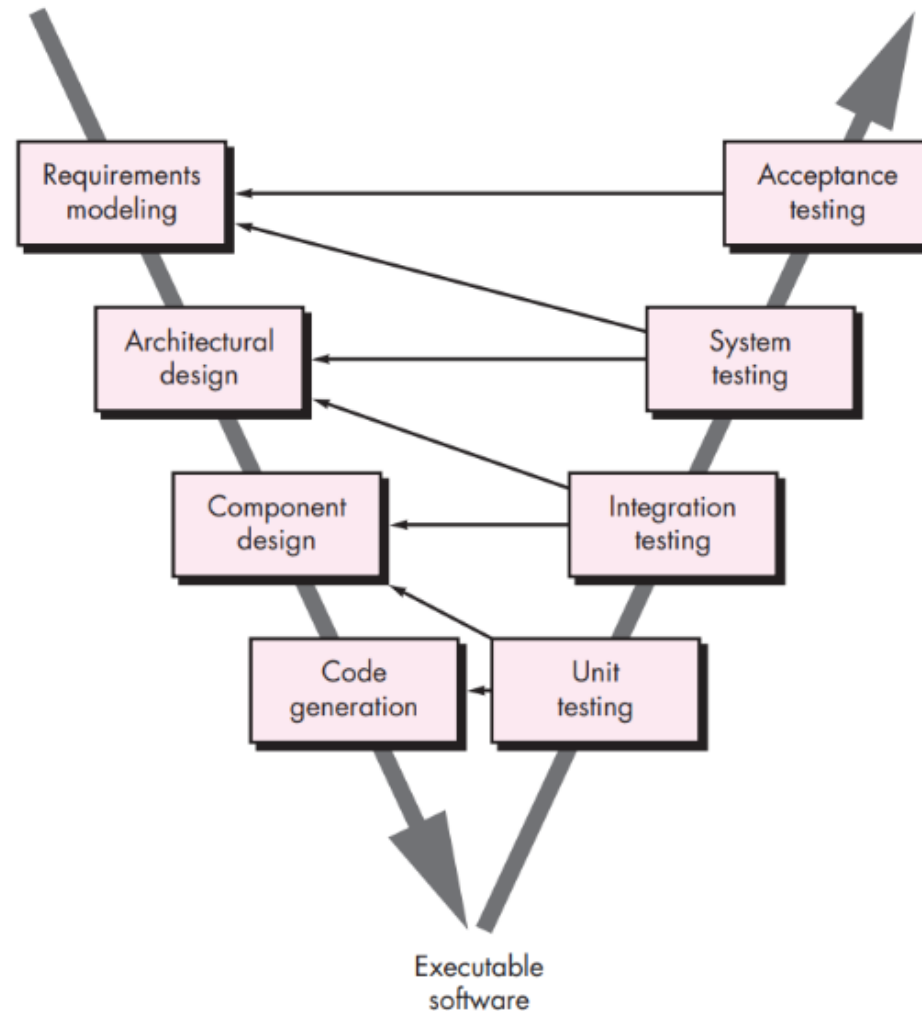 Requirements
modeling
Acceptance
testing
Architectural
design
System
testing
Component
design
Integration
testing
Code
generation
Unit
testing
Executable
software